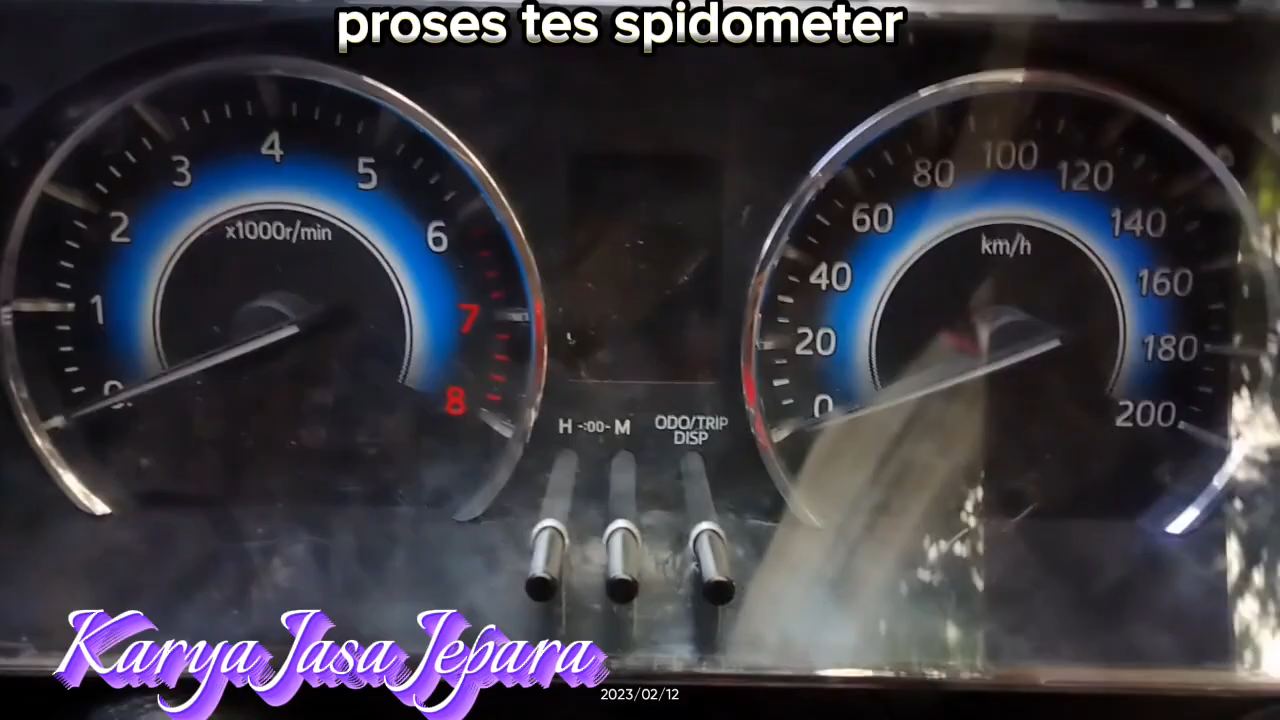 proses tes spidometer
0 1 2 3 4 5 6 7 8
x1000r/min
0 20 40 60 80 100 120 140 160 180 200
km/h
H -:00- M
ODO/TRIP
DISP
Karya Jasa Jepara
2023/02/12